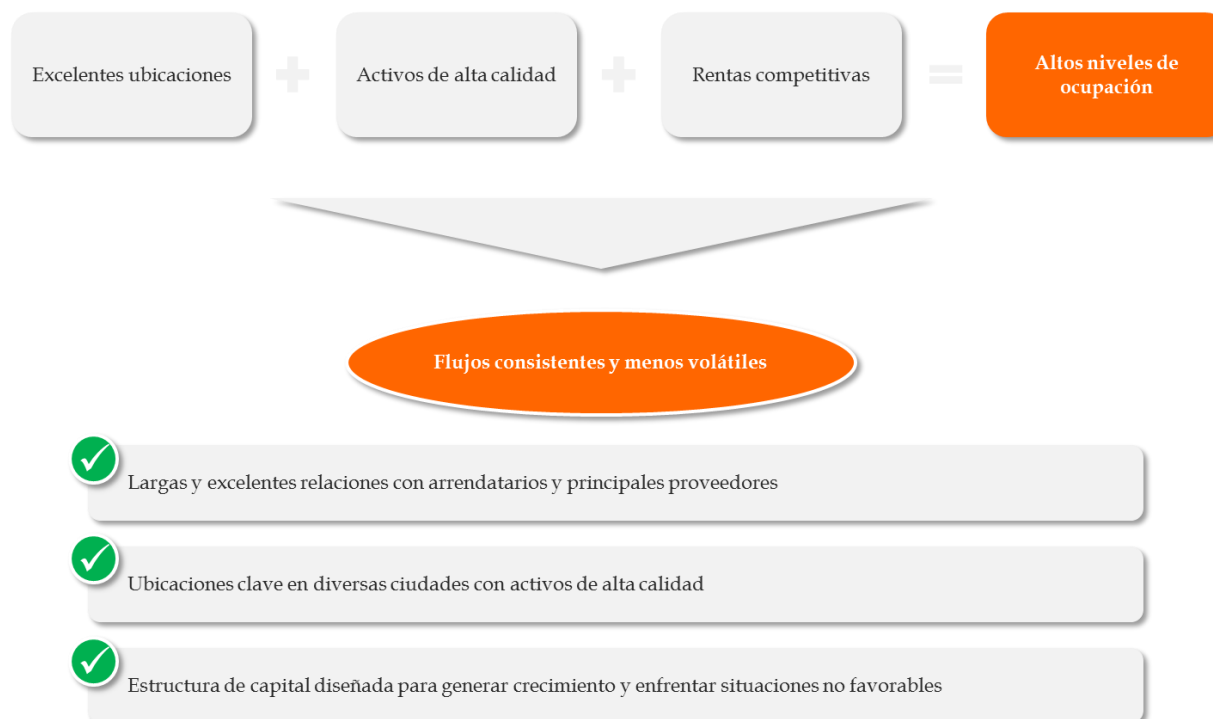 Excelentes ubicaciones
+
Activos de alta calidad
+
Rentas competitivas
=
Altos niveles de
ocupación
Flujos consistentes y menos volátiles
Largas y excelentes relaciones con arrendatarios y principales proveedores
Ubicaciones clave en diversas ciudades con activos de alta calidad
Estructura de capital diseñada para generar crecimiento y enfrentar situaciones no favorables